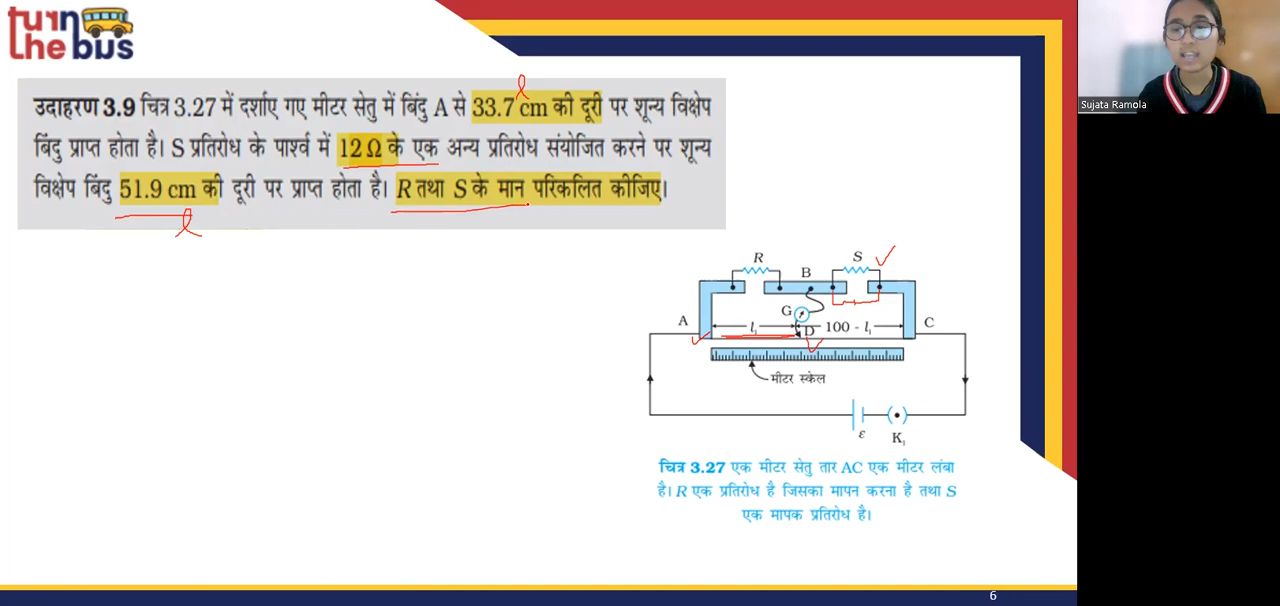 turn
the bus
उदाहरण 3.9 चित्र 3.27 में दर्शाए गए मीटर सेतु में बिंदु A से 33.7 cm की दूरी पर शून्य विक्षेप
l
बिंदु प्राप्त होता है। S प्रतिरोध के पार्श्व में 12 Ω के एक अन्य प्रतिरोध संयोजित करने पर शून्य
विक्षेप बिंदु 51.9 cm की दूरी पर प्राप्त होता है। R तथा S के मान परिकलित कीजिए।
l
R
B
S
G
A
l₁
D
100 - l₁
C
मीटर स्केल
ε
K₁
चित्र 3.27 एक मीटर सेतु तार AC एक मीटर लंबा
है। R एक प्रतिरोध है जिसका मापन करना है तथा S
एक मापक प्रतिरोध है।
6
Sujata Ramola